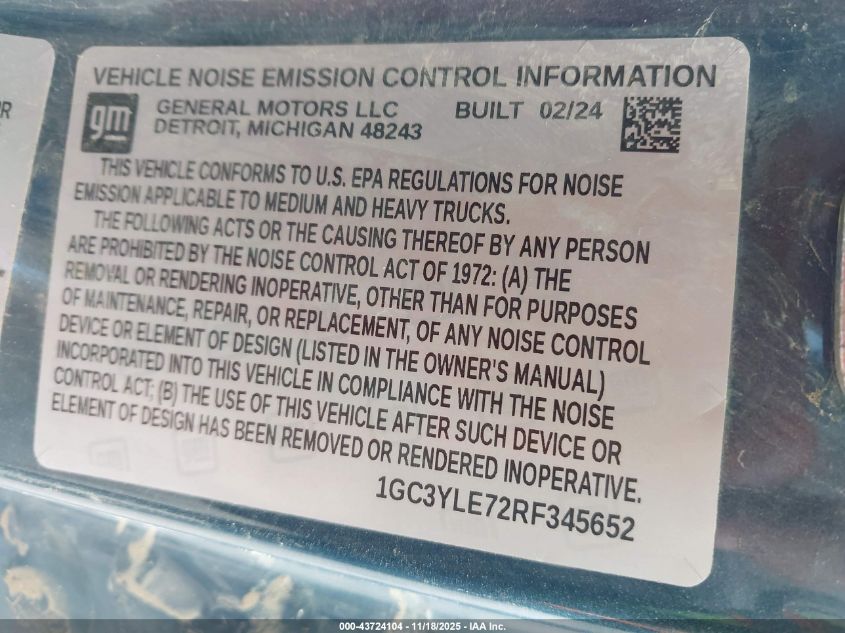 VEHICLE NOISE EMISSION CONTROL INFORMATION
gm
GENERAL MOTORS LLC BUILT 02/24
DETROIT, MICHIGAN 48243
THIS VEHICLE CONFORMS TO U.S. EPA REGULATIONS FOR NOISE
EMISSION APPLICABLE TO MEDIUM AND HEAVY TRUCKS.
THE FOLLOWING ACTS OR THE CAUSING THEREOF BY ANY PERSON
ARE PROHIBITED BY THE NOISE CONTROL ACT OF 1972: (A) THE
REMOVAL OR RENDERING INOPERATIVE, OTHER THAN FOR PURPOSES
OF MAINTENANCE, REPAIR, OR REPLACEMENT, OF ANY NOISE CONTROL
DEVICE OR ELEMENT OF DESIGN (LISTED IN THE OWNER'S MANUAL)
INCORPORATED INTO THIS VEHICLE IN COMPLIANCE WITH THE NOISE
CONTROL ACT; (B) THE USE OF THIS VEHICLE AFTER SUCH DEVICE OR
ELEMENT OF DESIGN HAS BEEN REMOVED OR RENDERED INOPERATIVE.
1GC3YLE72RF345652
000-43724104 - 11/18/2025 - IAA Inc.